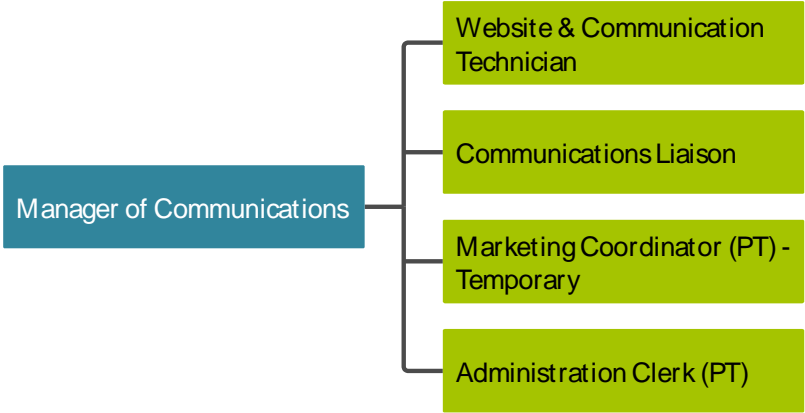 Website & Communication
Technician
Communications Liaison
Manager of Communications
Marketing Coordinator (PT) -
Temporary
Administration Clerk (PT)